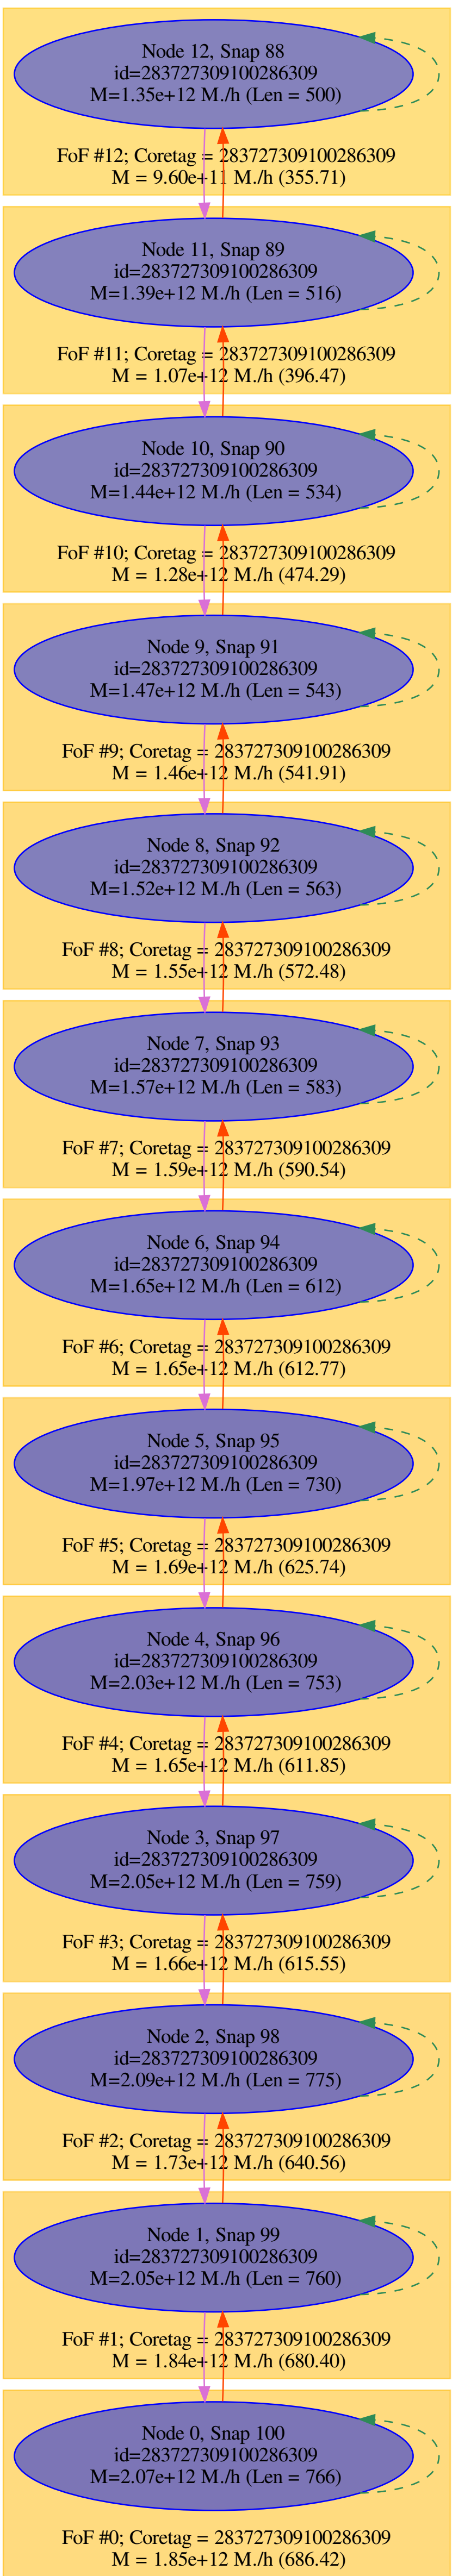 Node 12, Snap 88
id=283727309100286309
M=1.35e+12 M./h (Len = 500)
FoF #12; Coretag = 283727309100286309
M = 9.60e+11 M./h (355.71)
Node 11, Snap 89
id=283727309100286309
M=1.39e+12 M./h (Len = 516)
FoF #11; Coretag = 283727309100286309
M = 1.07e+12 M./h (396.47)
Node 10, Snap 90
id=283727309100286309
M=1.44e+12 M./h (Len = 534)
FoF #10; Coretag = 283727309100286309
M = 1.28e+12 M./h (474.29)
Node 9, Snap 91
id=283727309100286309
M=1.47e+12 M./h (Len = 543)
FoF #9; Coretag = 283727309100286309
M = 1.46e+12 M./h (541.91)
Node 8, Snap 92
id=283727309100286309
M=1.52e+12 M./h (Len = 563)
FoF #8; Coretag = 283727309100286309
M = 1.55e+12 M./h (572.48)
Node 7, Snap 93
id=283727309100286309
M=1.57e+12 M./h (Len = 583)
FoF #7; Coretag = 283727309100286309
M = 1.59e+12 M./h (590.54)
Node 6, Snap 94
id=283727309100286309
M=1.65e+12 M./h (Len = 612)
FoF #6; Coretag = 283727309100286309
M = 1.65e+12 M./h (612.77)
Node 5, Snap 95
id=283727309100286309
M=1.97e+12 M./h (Len = 730)
FoF #5; Coretag = 283727309100286309
M = 1.69e+12 M./h (625.74)
Node 4, Snap 96
id=283727309100286309
M=2.03e+12 M./h (Len = 753)
FoF #4; Coretag = 283727309100286309
M = 1.65e+12 M./h (611.85)
Node 3, Snap 97
id=283727309100286309
M=2.05e+12 M./h (Len = 759)
FoF #3; Coretag = 283727309100286309
M = 1.66e+12 M./h (615.55)
Node 2, Snap 98
id=283727309100286309
M=2.09e+12 M./h (Len = 775)
FoF #2; Coretag = 283727309100286309
M = 1.73e+12 M./h (640.56)
Node 1, Snap 99
id=283727309100286309
M=2.05e+12 M./h (Len = 760)
FoF #1; Coretag = 283727309100286309
M = 1.84e+12 M./h (680.40)
Node 0, Snap 100
id=283727309100286309
M=2.07e+12 M./h (Len = 766)
FoF #0; Coretag = 283727309100286309
M = 1.85e+12 M./h (686.42)